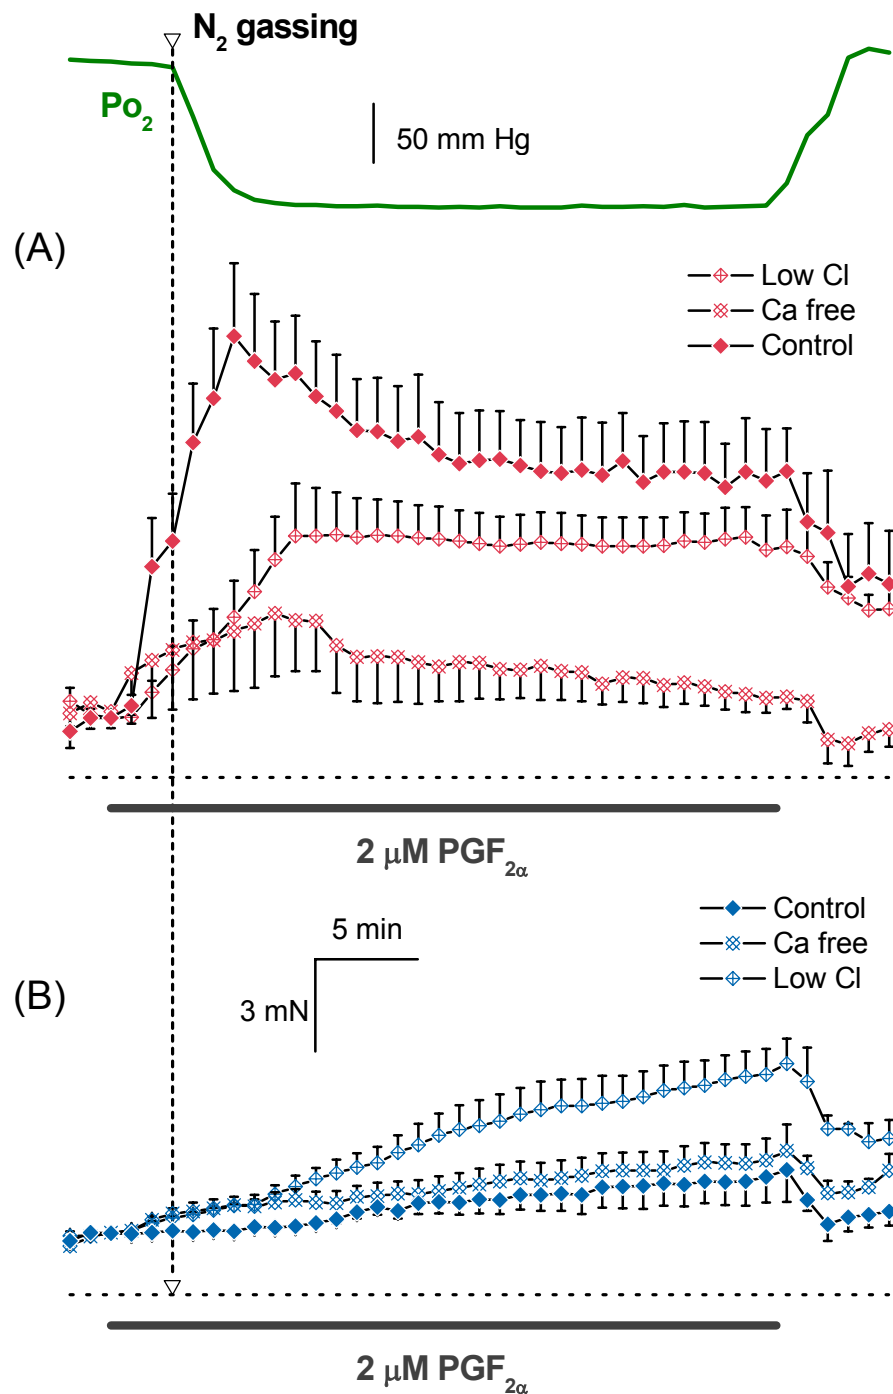 N₂ gassing
Po₂
50 mm Hg
(A)
Low Cl
Ca free
Control
2 μM PGF₂α
Control
Ca free
Low Cl
5 min
3 mN
(B)
2 μM PGF₂α